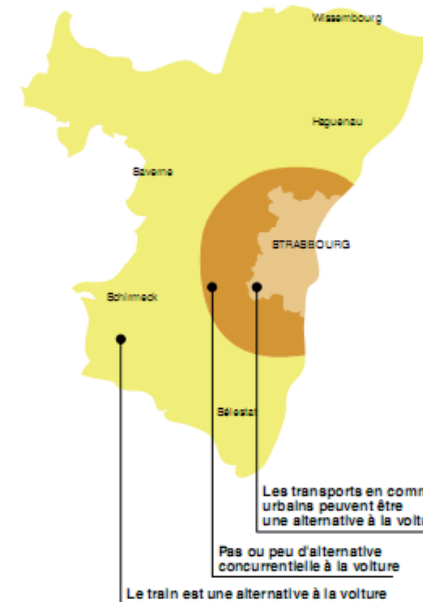 Wissembourg
Haguenau
Saverne
STRASBOURG
Schirmeck
Sélestat
Les transports en comm
urbains peuvent être
une alternative à la voitu
Pas ou peu d'alternative
concurrentielle à la voiture
Le train est une alternative à la voiture